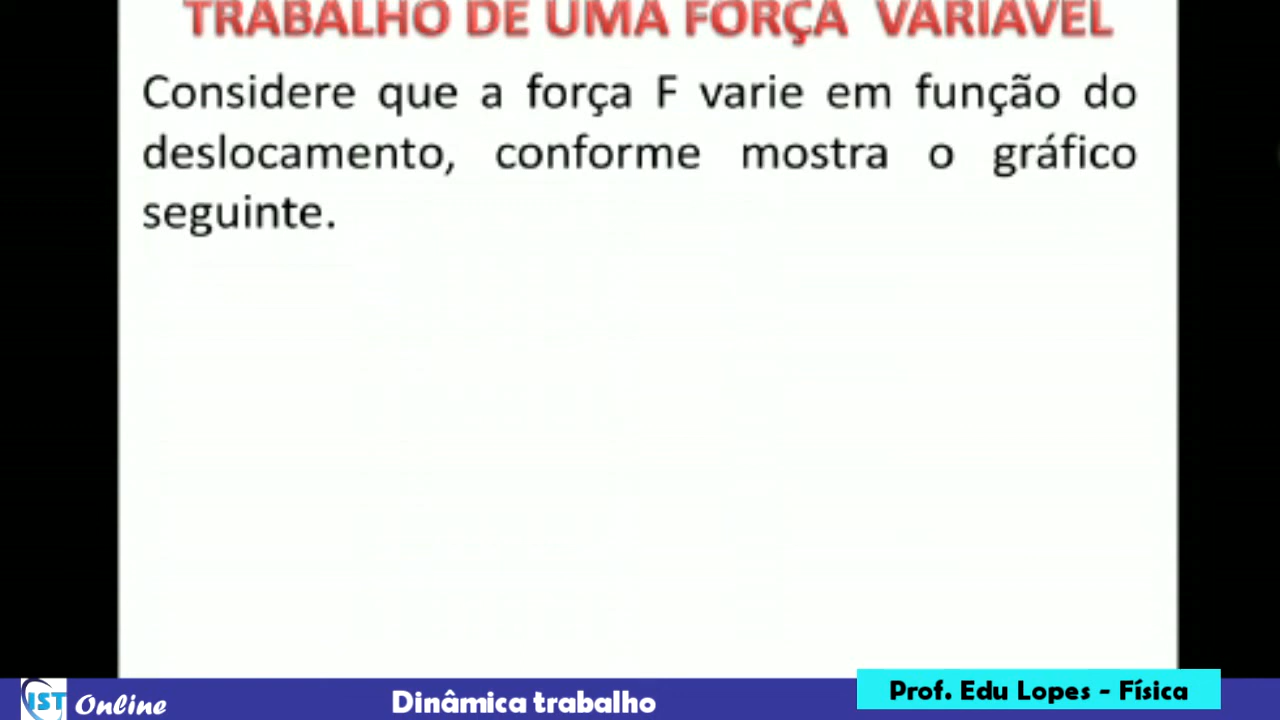 TRABALHO DE UMA FORÇA VARIAVEL
Considere que a força F varie em função do
deslocamento, conforme mostra o gráfico
seguinte.
Prof. Edu Lopes - Física
IST Online
Dinâmica trabalho